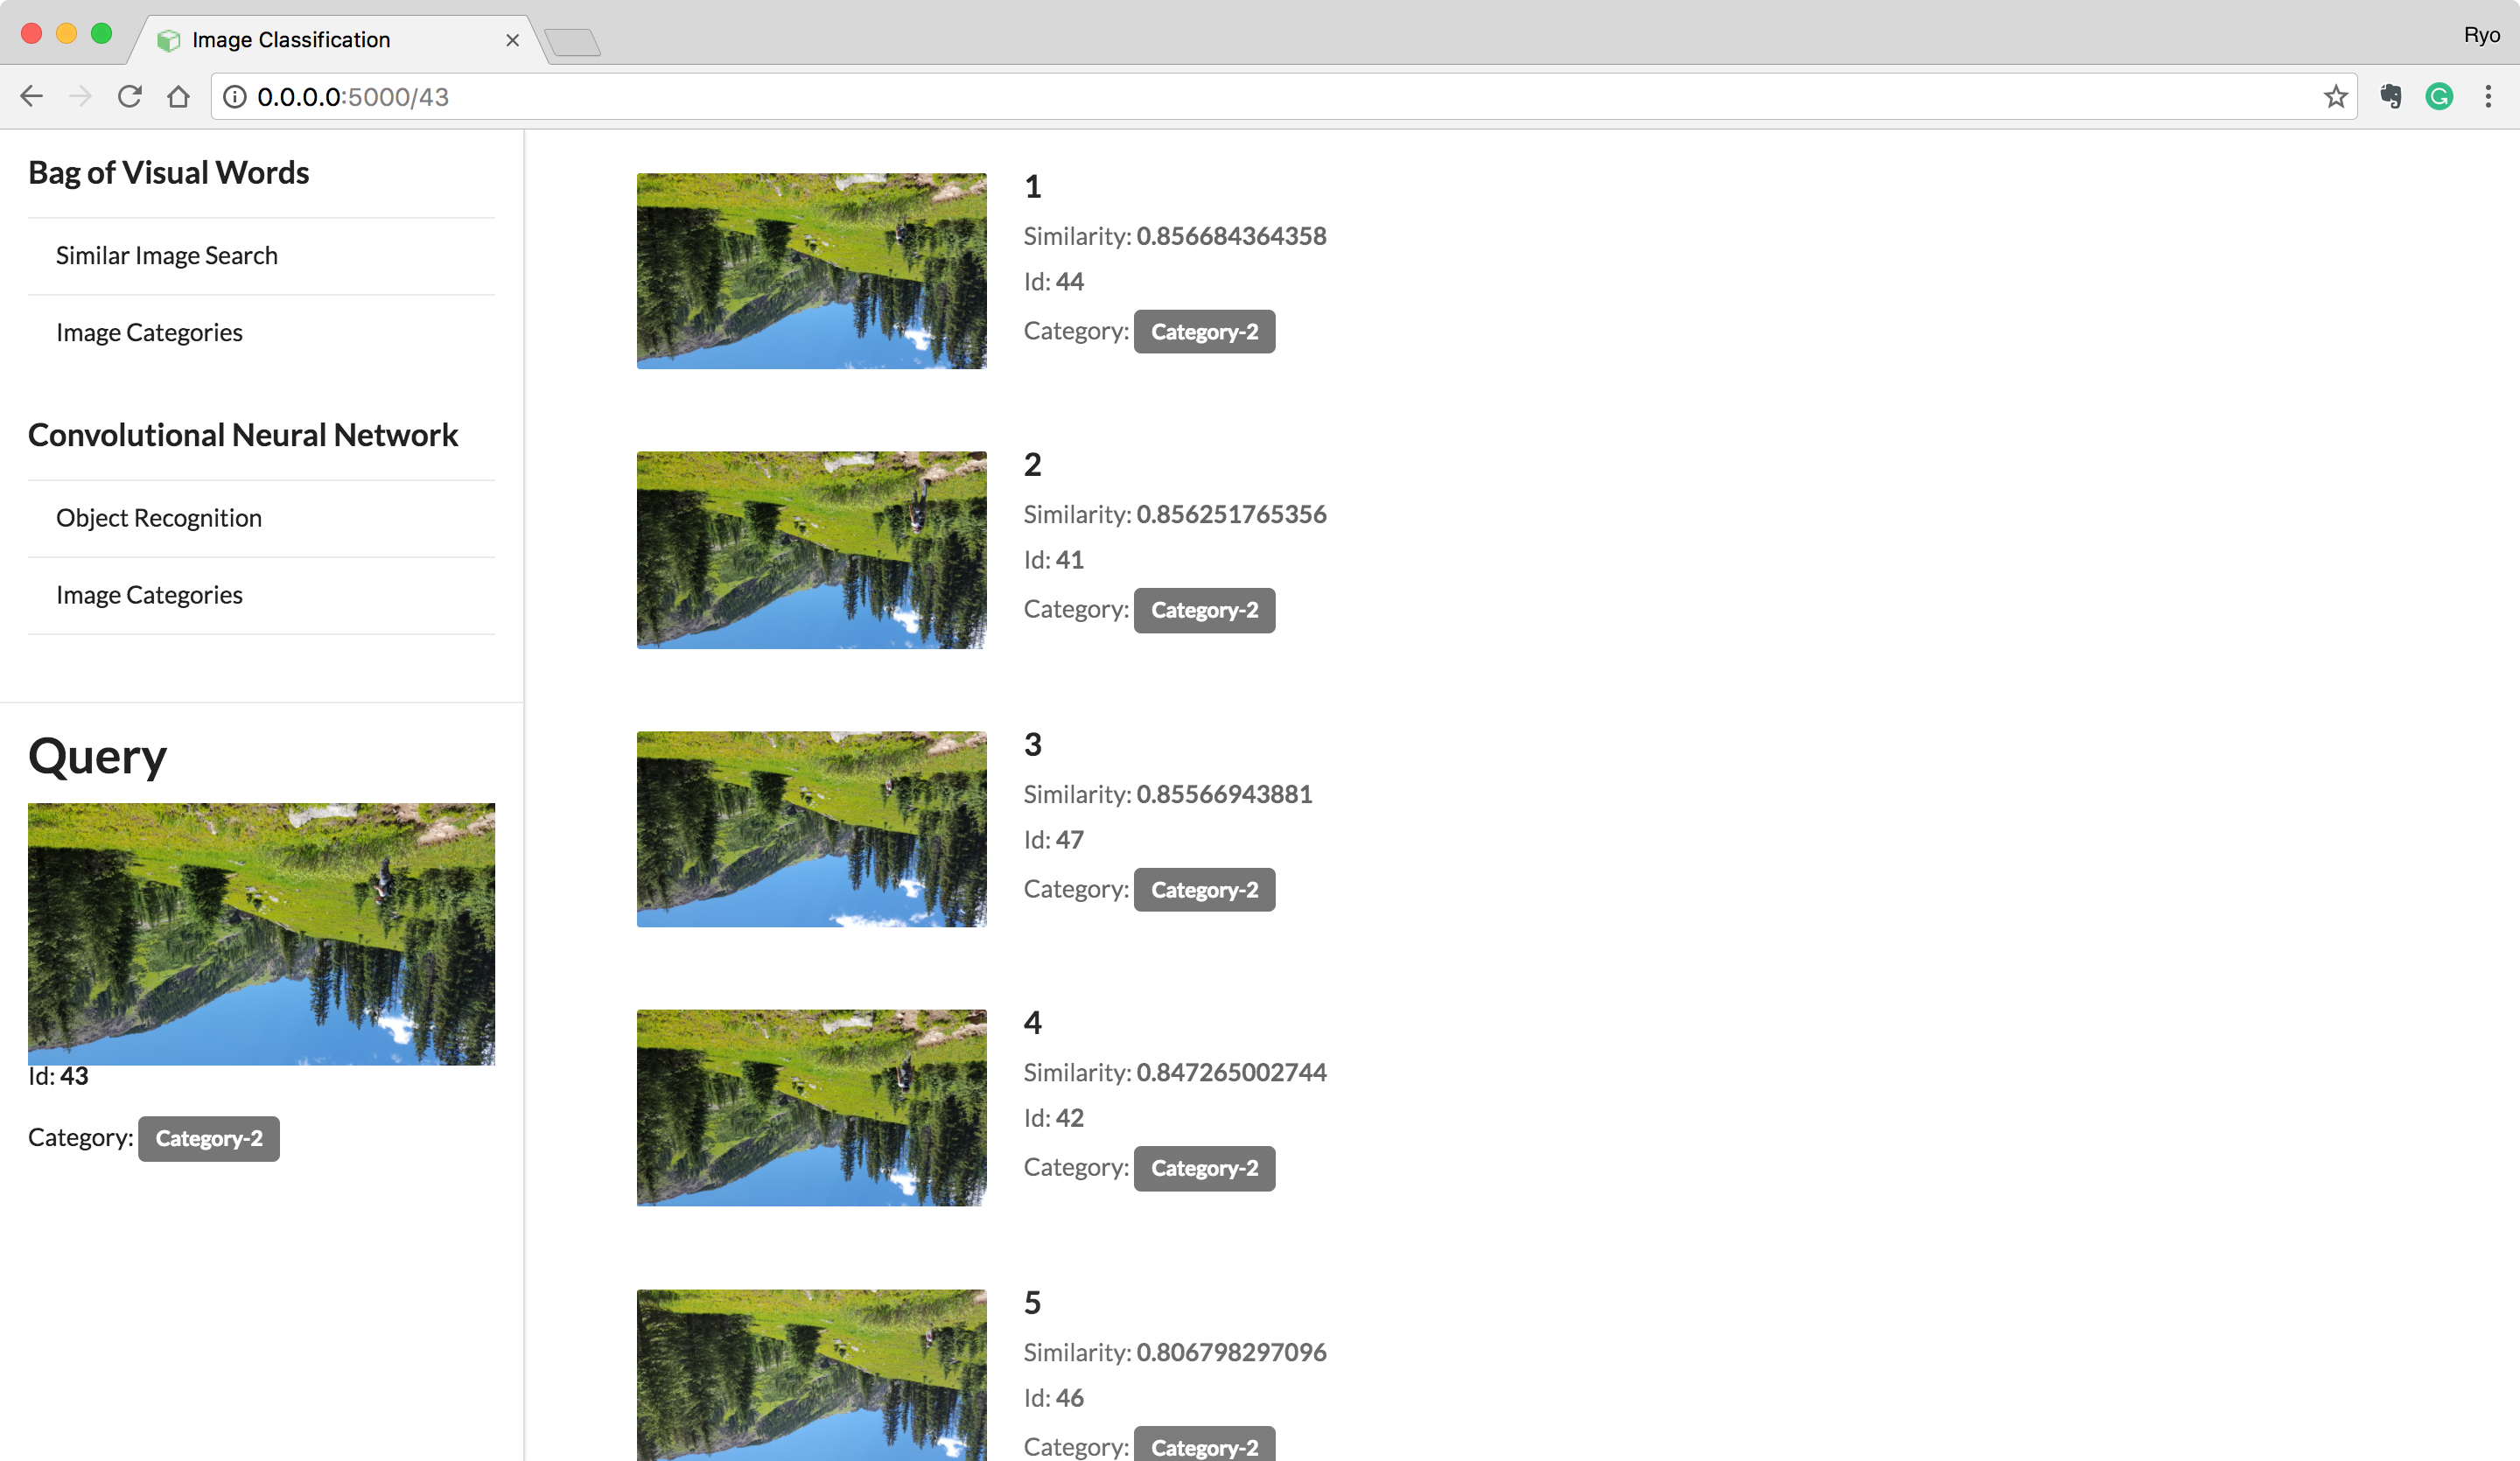 Image Classification
Ryo
0.0.0.0:5000/43
Bag of Visual Words
Similar Image Search
Image Categories
Convolutional Neural Network
Object Recognition
Image Categories
Query
Id: 43
Category: Category-2
1
Similarity: 0.856684364358
Id: 44
Category: Category-2
2
Similarity: 0.856251765356
Id: 41
Category: Category-2
3
Similarity: 0.85566943881
Id: 47
Category: Category-2
4
Similarity: 0.847265002744
Id: 42
Category: Category-2
5
Similarity: 0.806798297096
Id: 46
Category: Category-2